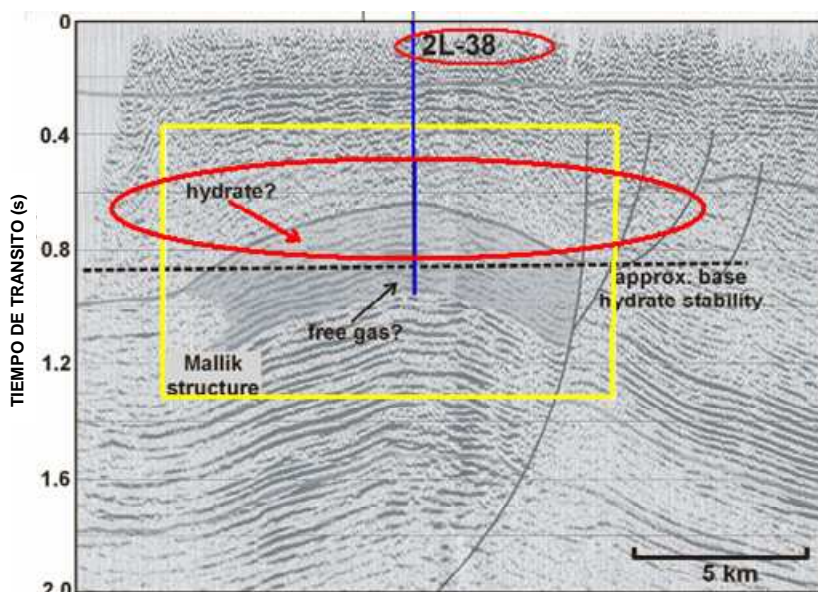 0
2L-38
0.4
hydrate?
0.8
approx. base
hydrate stability
free gas?
1.2
Mallik
structure
1.6
5 km
2.0
TIEMPO DE TRANSITO (s)